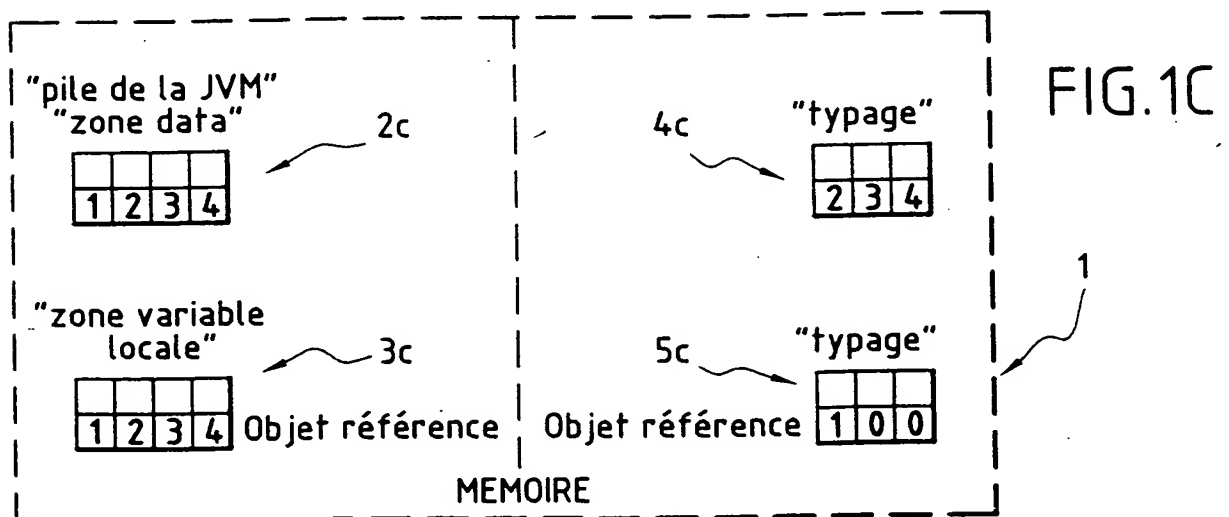 FIG.1C
"pile de la JVM"
"zone data"
2c
1 2 3 4
4c
"typage"
2 3 4
1
"zone variable
locale"
3c
1 2 3 4 Objet référence
5c
"typage"
Objet référence 1 0 0
MEMOIRE